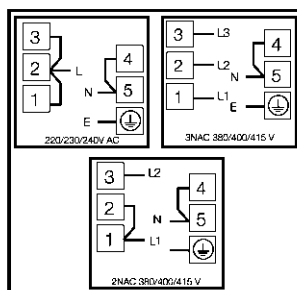 3
2 L
1
4
N 5
E
220/230/240V AC
3 L3
2 L2
1 L1
4
N 5
E
3NAC 380/400/415 V
3 L2
2
1 L1
4
N 5
2NAC 380/400/415 V